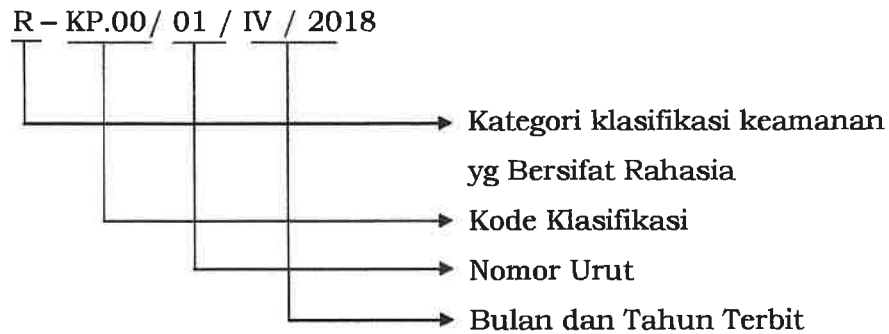 R – KP.00/ 01 / IV / 2018
Kategori klasifikasi keamanan
yg Bersifat Rahasia
Kode Klasifikasi
Nomor Urut
Bulan dan Tahun Terbit